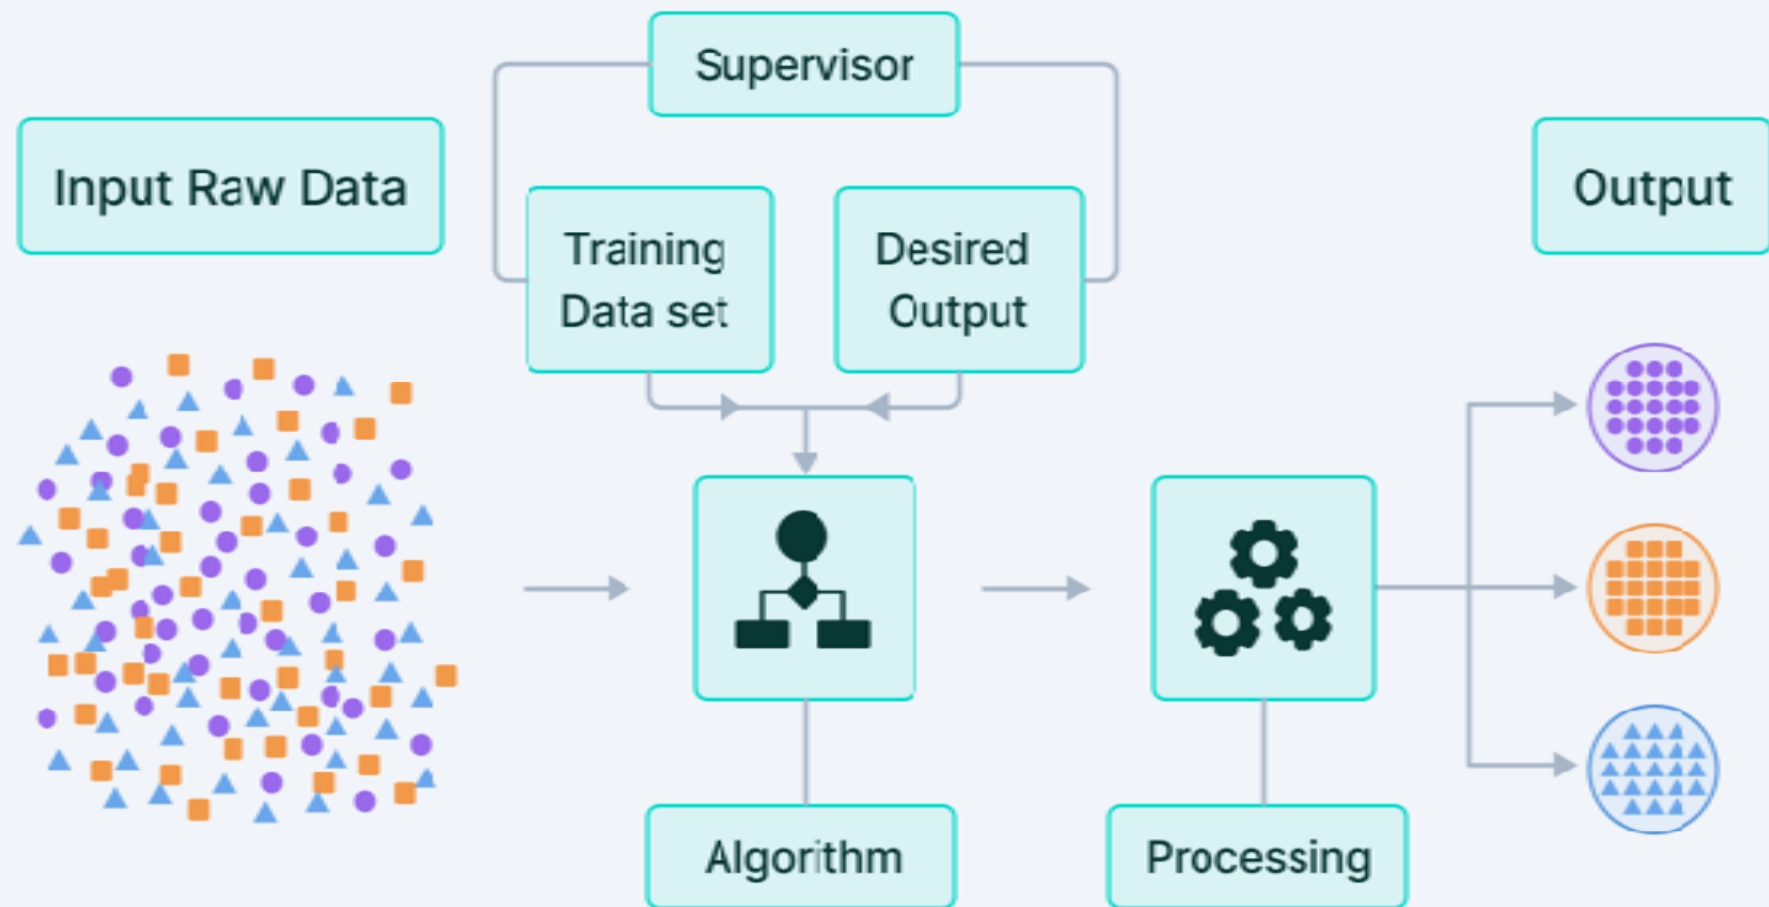 Supervisor
Input Raw Data
Output
Training
Data set
Desired
Output
Algorithm
Processing